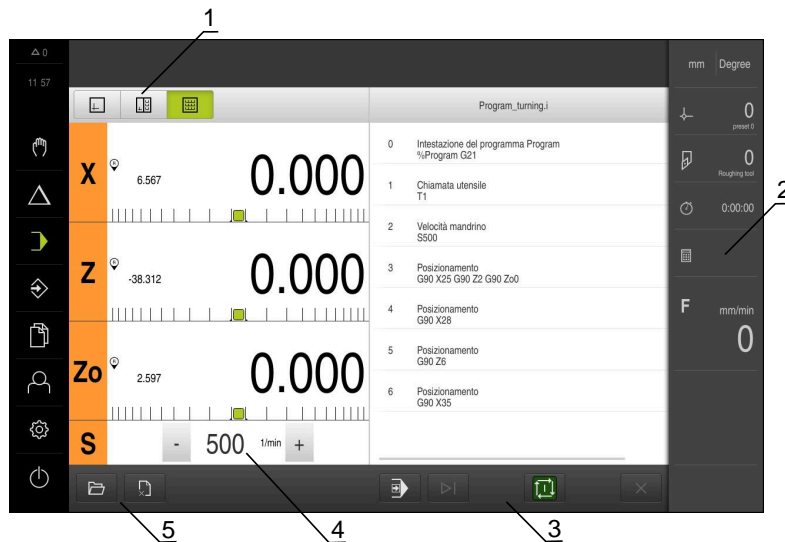 1
0
11 57
mm Degree
Program_turning.i
X
R
6.567
0.000
Z
R
-38.312
0.000
Zo
R
2.597
0.000
S
-
500
1/min
+
0 Intestazione del programma Program
%Program G21
1 Chiamata utensile
T1
2 Velocità mandrino
S500
3 Posizionamento
G90 X25 G90 Z2 G90 Zo0
4 Posizionamento
G90 X28
5 Posizionamento
G90 Z6
6 Posizionamento
G90 X35
0
preset 0
0
Roughing tool
0:00:00
2
F mm/min
0
5
4
3